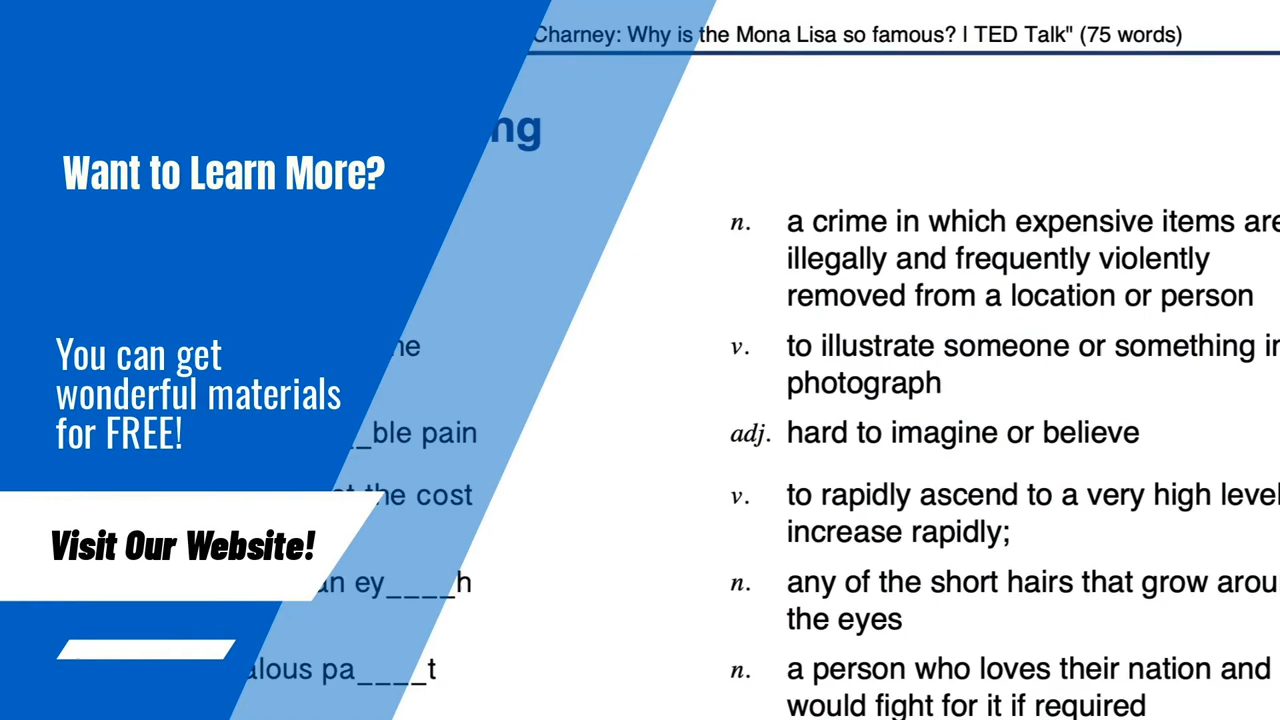 Charney: Why is the Mona Lisa so famous? | TED Talk" (75 words)
ng
Want to Learn More?
You can get
wonderful materials
for FREE!
Visit Our Website!
n. a crime in which expensive items are
illegally and frequently violently
removed from a location or person
ne v. to illustrate someone or something in
photograph
_ble pain adj. hard to imagine or believe
the cost v. to rapidly ascend to a very high level
increase rapidly;
an ey____h n. any of the short hairs that grow arou
the eyes
alous pa____t n. a person who loves their nation and
would fight for it if required